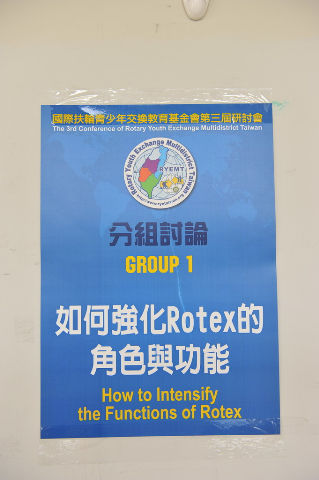 國際扶輪青少年交換教育基金會第三屆研討會
The 3rd Conference of Rotary Youth Exchange Multidistrict Taiwan
Rotary Youth Exchange Multidistrict Taiwan
RYEMT
分組討論
GROUP 1
如何強化Rotex的
角色與功能
How to Intensify
the Functions of Rotex